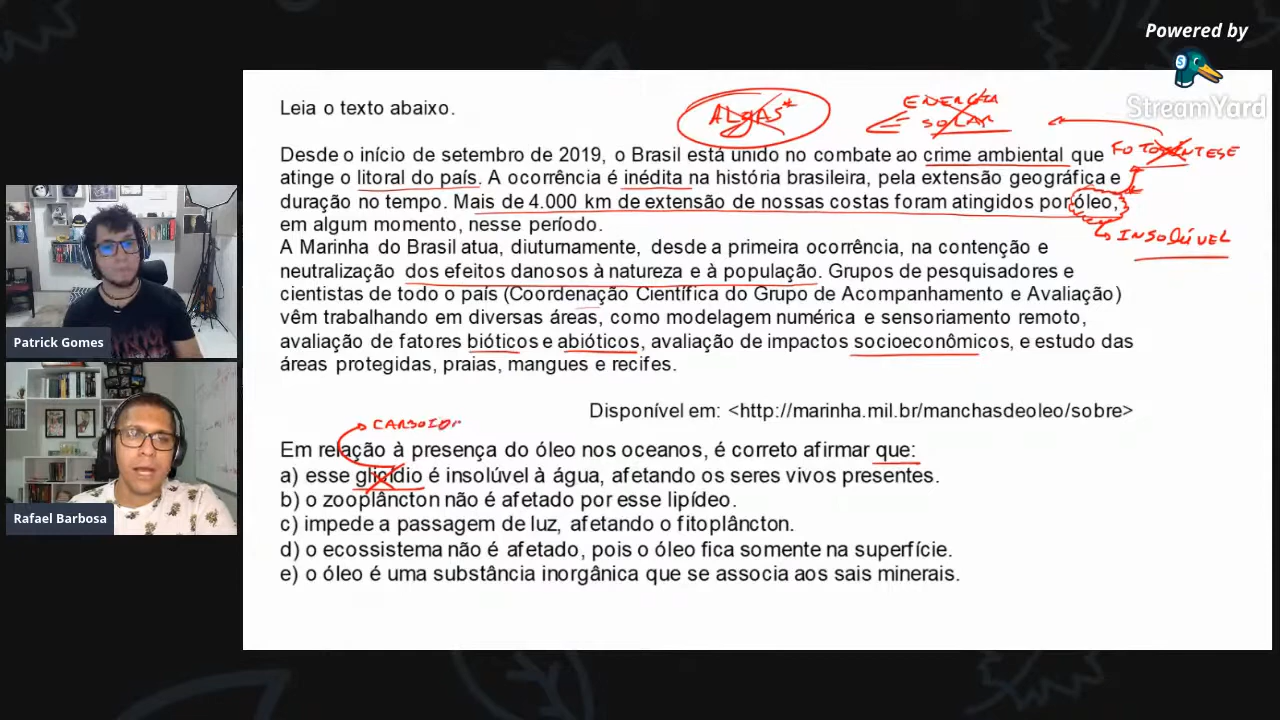 Powered by
StreamYard
Leia o texto abaixo.
ALGAS*
ENERGIA
SOLAR
FOTOSSÍNTESE
Desde o início de setembro de 2019, o Brasil está unido no combate ao crime ambiental que
atinge o litoral do país. A ocorrência é inédita na história brasileira, pela extensão geográfica e
duração no tempo. Mais de 4.000 km de extensão de nossas costas foram atingidos por óleo,
em algum momento, nesse período.
INSOLÚVEL
A Marinha do Brasil atua, diutumamente, desde a primeira ocorrência, na contenção e
neutralização dos efeitos danosos à natureza e à população. Grupos de pesquisadores e
cientistas de todo o país (Coordenação Científica do Grupo de Acompanhamento e Avaliação)
vêm trabalhando em diversas áreas, como modelagem numérica e sensoriamento remoto,
avaliação de fatores bióticos e abióticos, avaliação de impactos socioeconômicos, e estudo das
áreas protegidas, praias, mangues e recifes.
Disponível em: <http://marinha.mil.br/manchasdeoleo/sobre>
CARBOIDR
Em relação à presença do óleo nos oceanos, é correto afirmar que:
a) esse glicídio é insolúvel à água, afetando os seres vivos presentes.
b) o zooplâncton não é afetado por esse lipídeo.
c) impede a passagem de luz, afetando o fitoplâncton.
d) o ecossistema não é afetado, pois o óleo fica somente na superfície.
e) o óleo é uma substância inorgânica que se associa aos sais minerais.
Patrick Gomes
Rafael Barbosa